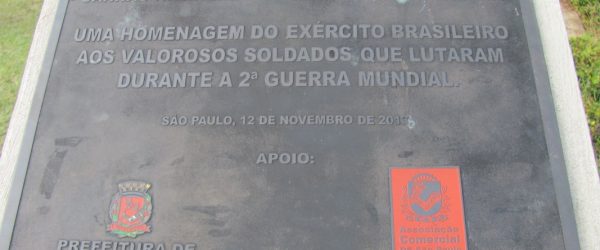 UMA HOMENAGEM DO EXÉRCITO BRASILEIRO
AOS VALOROSOS SOLDADOS QUE LUTARAM
DURANTE A 2ª GUERRA MUNDIAL.
SÃO PAULO, 12 DE NOVEMBRO DE
APOIO:
PREFEITURA DE
Associação
Comercial